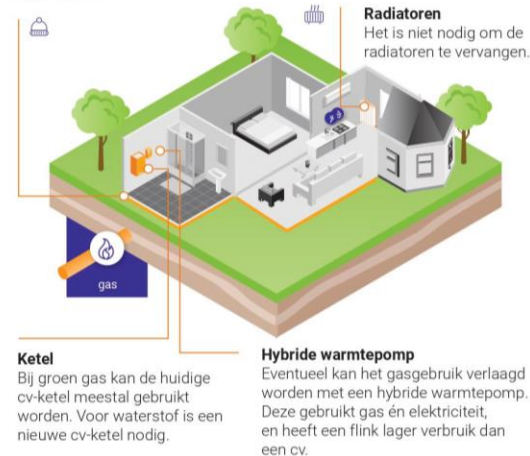 Radiatoren
Het is niet nodig om de
radiatoren te vervangen.
gas
Ketel
Bij groen gas kan de huidige
cv-ketel meestal gebruikt
worden. Voor waterstof is een
nieuwe cv-ketel nodig.
Hybride warmtepomp
Eventueel kan het gasgebruik verlaagd
worden met een hybride warmtepomp.
Deze gebruikt gas én elektriciteit,
en heeft een flink lager verbruik dan
een cv.